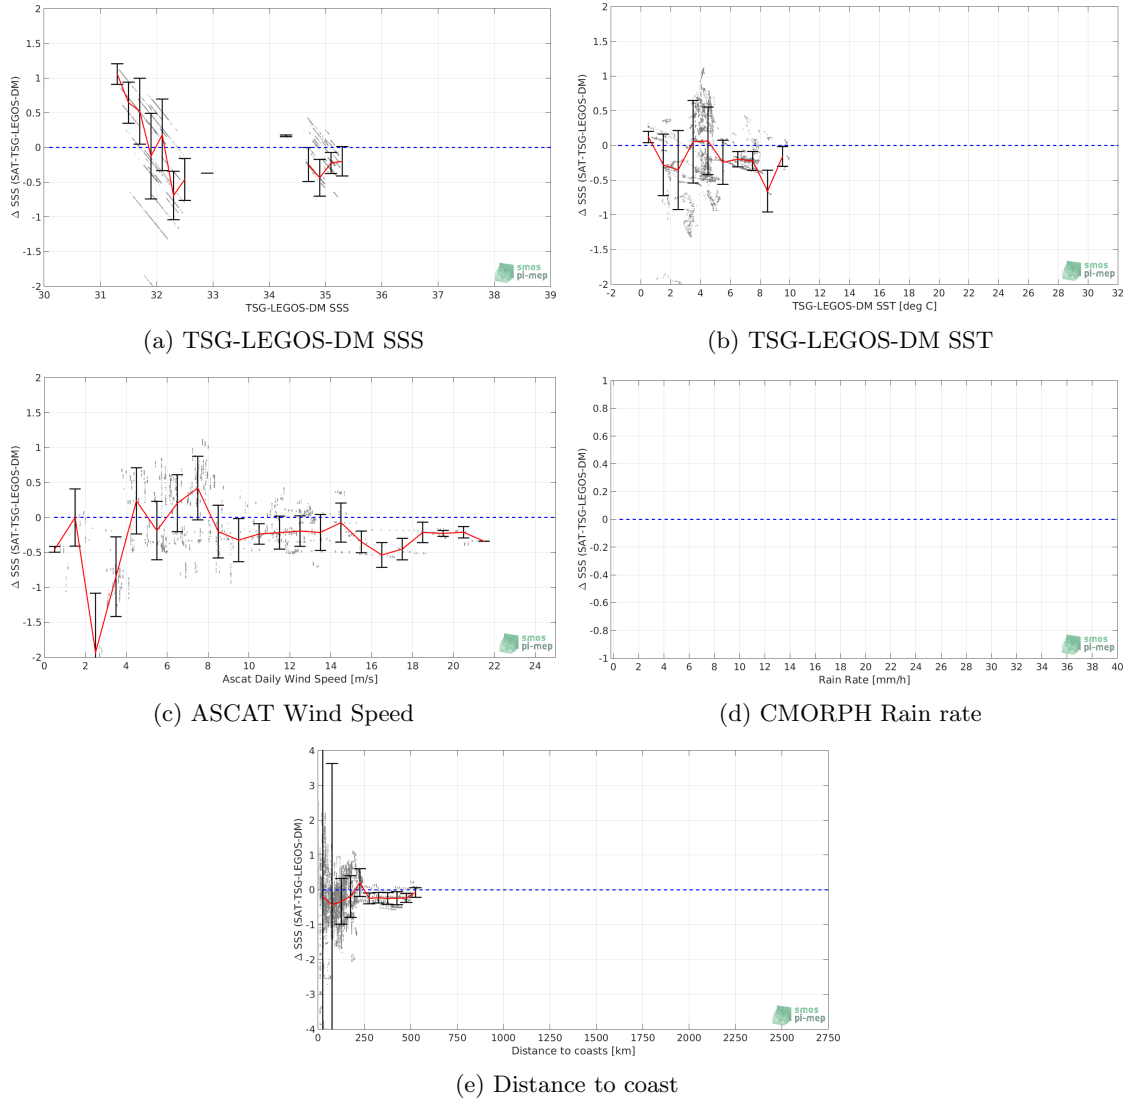 2
1.5
1
0.5
0
-0.5
-1
-1.5
-2
Δ SSS (SAT-TSG-LEGOS-DM)
30 31 32 33 34 35 36 37 38 39
TSG-LEGOS-DM SSS
smos
pi-mep
(a) TSG-LEGOS-DM SSS
2
1.5
1
0.5
0
-0.5
-1
-1.5
-2
Δ SSS (SAT-TSG-LEGOS-DM)
-2 0 2 4 6 8 10 12 14 16 18 20 22 24 26 28 30 32
TSG-LEGOS-DM SST [deg C]
smos
pi-mep
(b) TSG-LEGOS-DM SST
2
1.5
1
0.5
0
-0.5
-1
-1.5
-2
Δ SSS (SAT-TSG-LEGOS-DM)
0 2 4 6 8 10 12 14 16 18 20 22 24
Ascat Daily Wind Speed [m/s]
smos
pi-mep
(c) ASCAT Wind Speed
1
0.8
0.6
0.4
0.2
0
-0.2
-0.4
-0.6
-0.8
-1
Δ SSS (SAT-TSG-LEGOS-DM)
0 2 4 6 8 10 12 14 16 18 20 22 24 26 28 30 32 34 36 38 40
Rain Rate [mm/h]
smos
pi-mep
(d) CMORPH Rain rate
4
3
2
1
0
-1
-2
-3
-4
Δ SSS (SAT-TSG-LEGOS-DM)
0 250 500 750 1000 1250 1500 1750 2000 2250 2500 2750
Distance to coasts [km]
smos
pi-mep
(e) Distance to coast